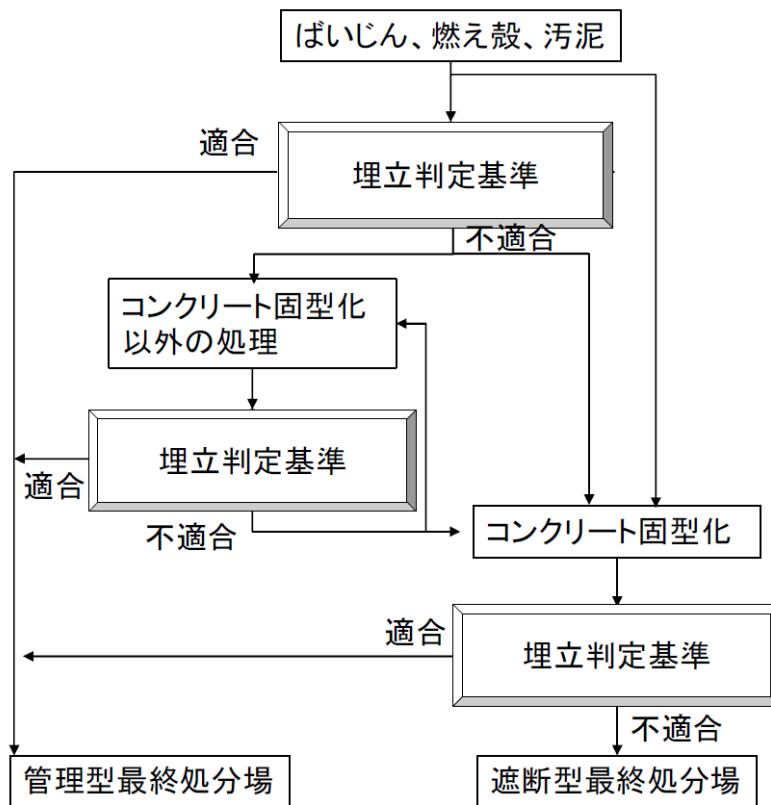 ばいじん、燃え殻、汚泥
適合
埋立判定基準
不適合
コンクリート固型化
以外の処理
埋立判定基準
適合
不適合
コンクリート固型化
適合
埋立判定基準
不適合
管理型最終処分場
遮断型最終処分場